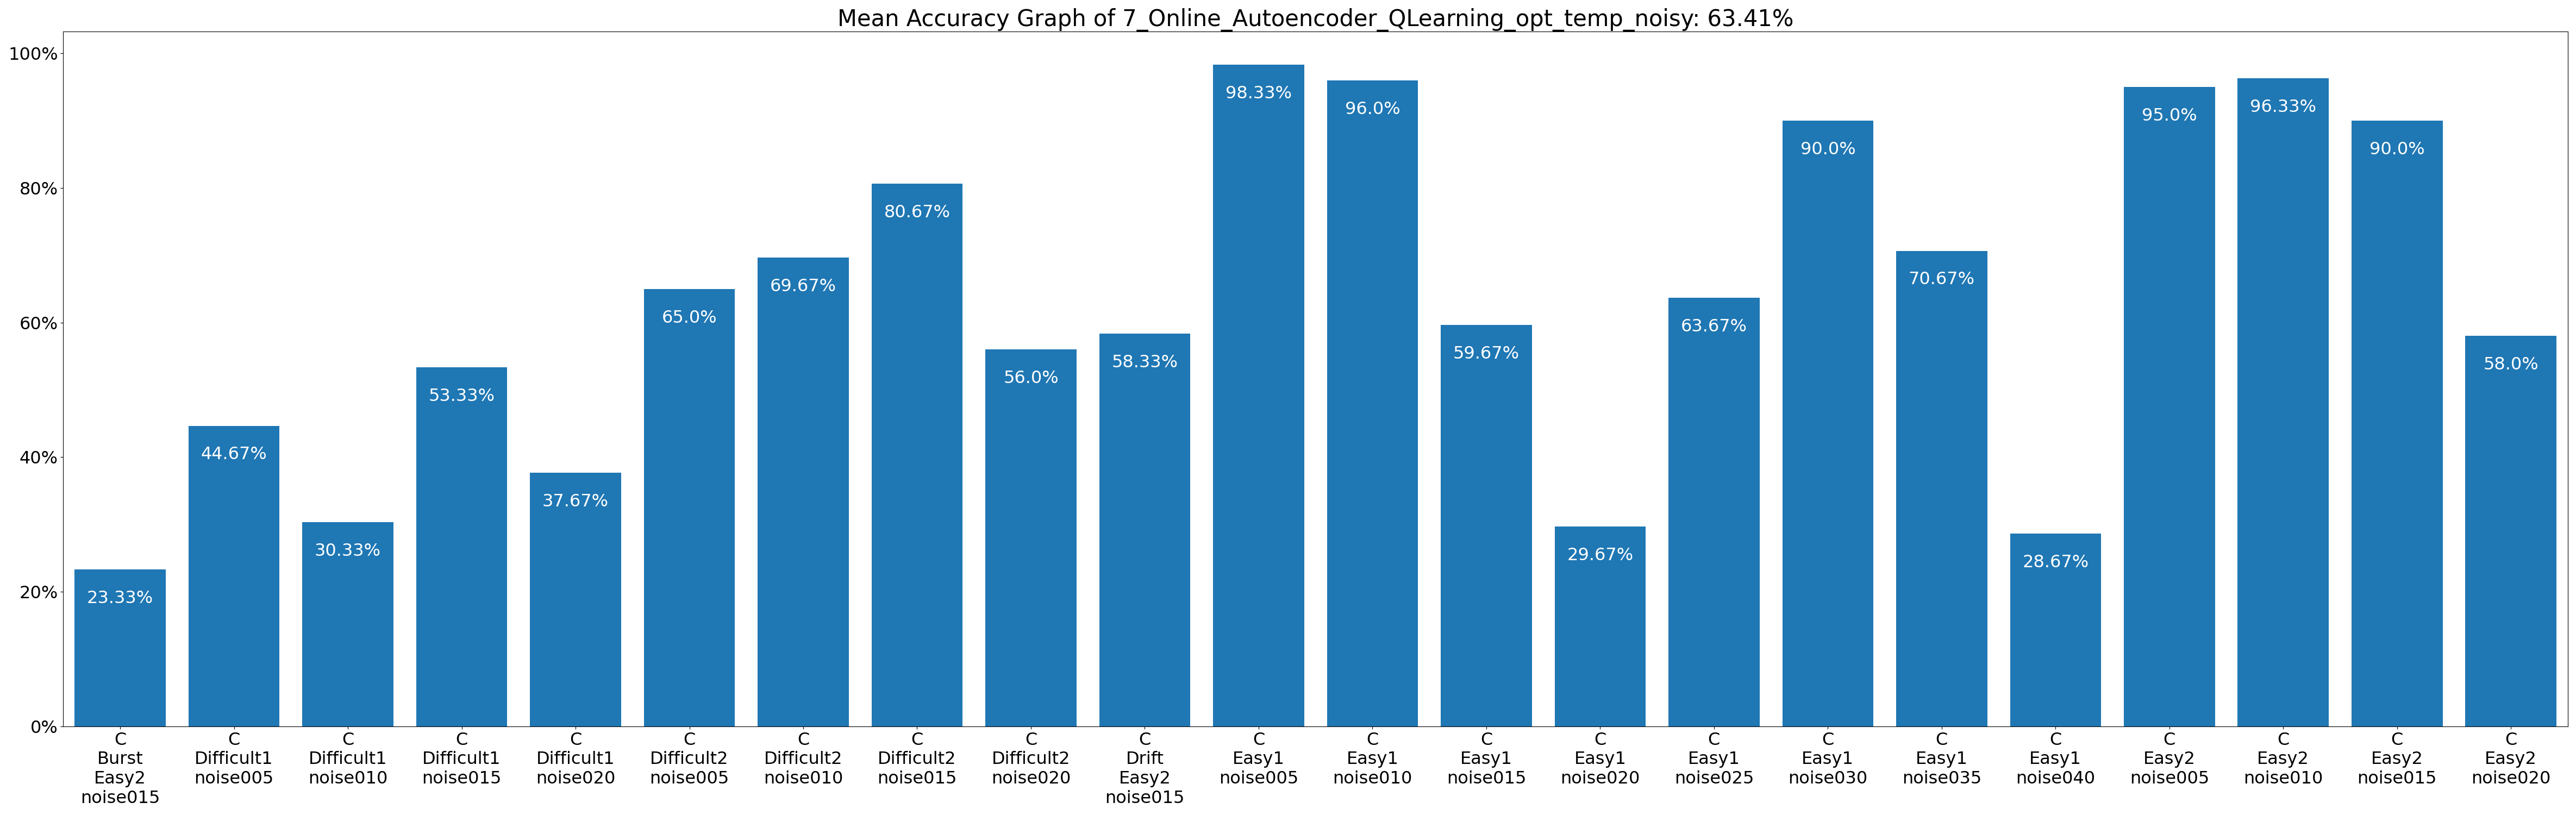 Mean Accuracy Graph of 7_Online_Autoencoder_QLearning_opt_temp_noisy: 63.41%
100%
80%
60%
40%
20%
0%
23.33%
44.67%
30.33%
53.33%
37.67%
65.0%
69.67%
80.67%
56.0%
58.33%
98.33%
96.0%
59.67%
29.67%
63.67%
90.0%
70.67%
28.67%
95.0%
96.33%
90.0%
58.0%
C
Burst
Easy2
noise015
C
Difficult1
noise005
C
Difficult1
noise010
C
Difficult1
noise015
C
Difficult1
noise020
C
Difficult2
noise005
C
Difficult2
noise010
C
Difficult2
noise015
C
Difficult2
noise020
C
Drift
Easy2
noise015
C
Easy1
noise005
C
Easy1
noise010
C
Easy1
noise015
C
Easy1
noise020
C
Easy1
noise025
C
Easy1
noise030
C
Easy1
noise035
C
Easy1
noise040
C
Easy2
noise005
C
Easy2
noise010
C
Easy2
noise015
C
Easy2
noise020